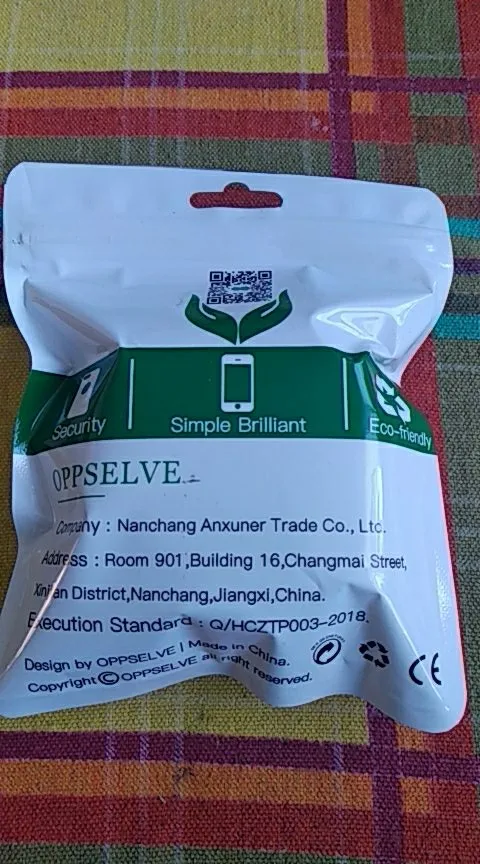 Security
Simple Brilliant
Eco-friendly
OPPSELVE
Company : Nanchang Anxuner Trade Co., Ltd.
Address : Room 901,Building 16,Changmai Street,
Xinjian District,Nanchang,Jiangxi,China.
Execution Standard : Q/HCZTP003-2018.
Design by OPPSELVE | Made in China.
Copyright © OPPSELVE all right reserved.
CE